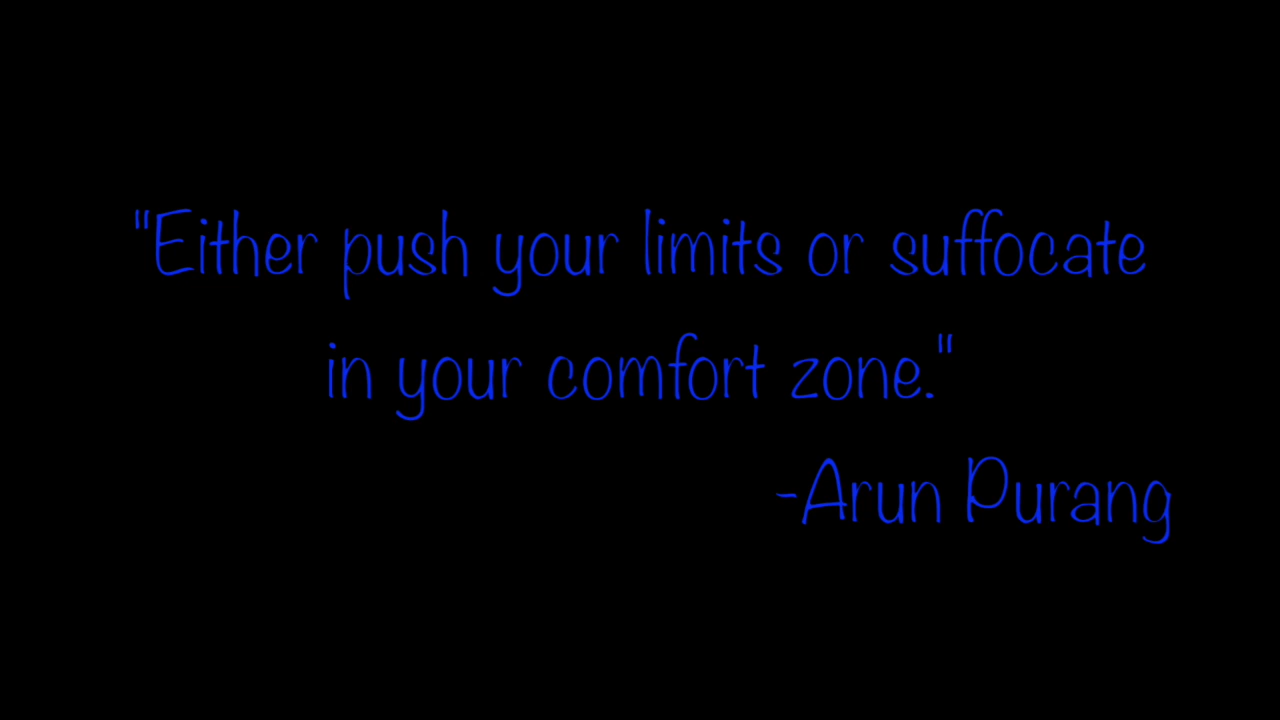 "Either push your limits or suffocate
in your comfort zone."
-Arun Purang